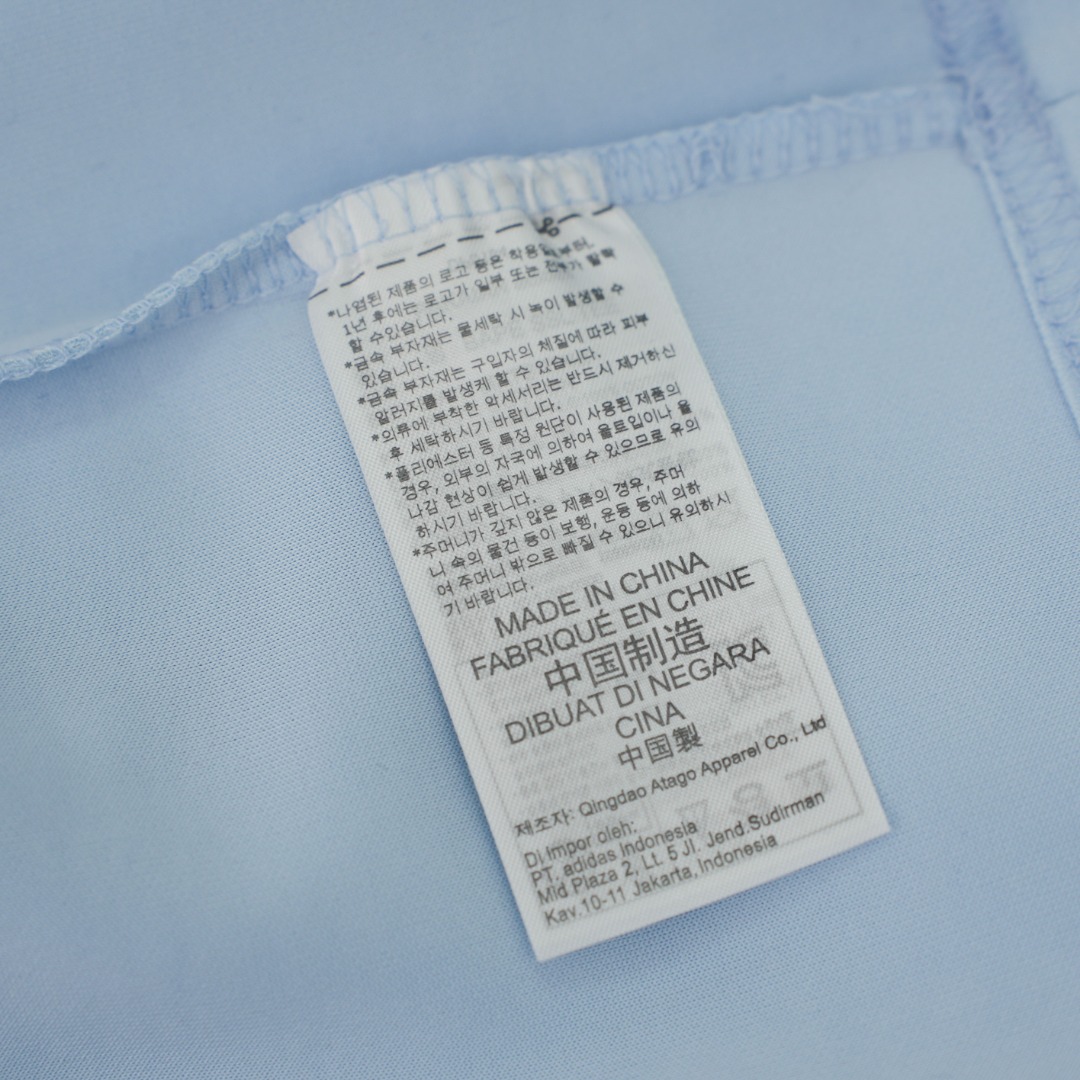 *나염된 제품의 로고 등은 착용일로부터,
1년 후에는 로고가 일부 또는 전부가 탈락
할 수있습니다.
*금속 부자재는 물세탁 시 녹이 발생할 수
있습니다.
*금속 부자재는 구입자의 체질에 따라 피부
알러지를 발생케 할 수 있습니다.
*의류에 부착한 악세서리는 반드시 제거하신
후 세탁하시기 바랍니다.
*폴리에스터 등 특정 원단이 사용된 제품의
경우, 외부의 자국에 의하여 올트임이나 올
나감 현상이 쉽게 발생할 수 있으므로 유의
하시기 바랍니다.
*주머니가 깊지 않은 제품의 경우, 주머
니 속의 물건 등이 보행, 운동 등에 의하
여 주머니 밖으로 빠질 수 있으니 유의하시
기 바랍니다.
MADE IN CHINA
FABRIQUÉ EN CHINE
中国制造
DIBUAT DI NEGARA
CINA
中国製
제조자: Qingdao Atago Apparel Co., Ltd
Di Impor oleh:
PT. adidas Indonesia
Mid Plaza 2, Lt. 5 Jl. Jend.Sudirman
Kav.10-11 Jakarta,Indonesia